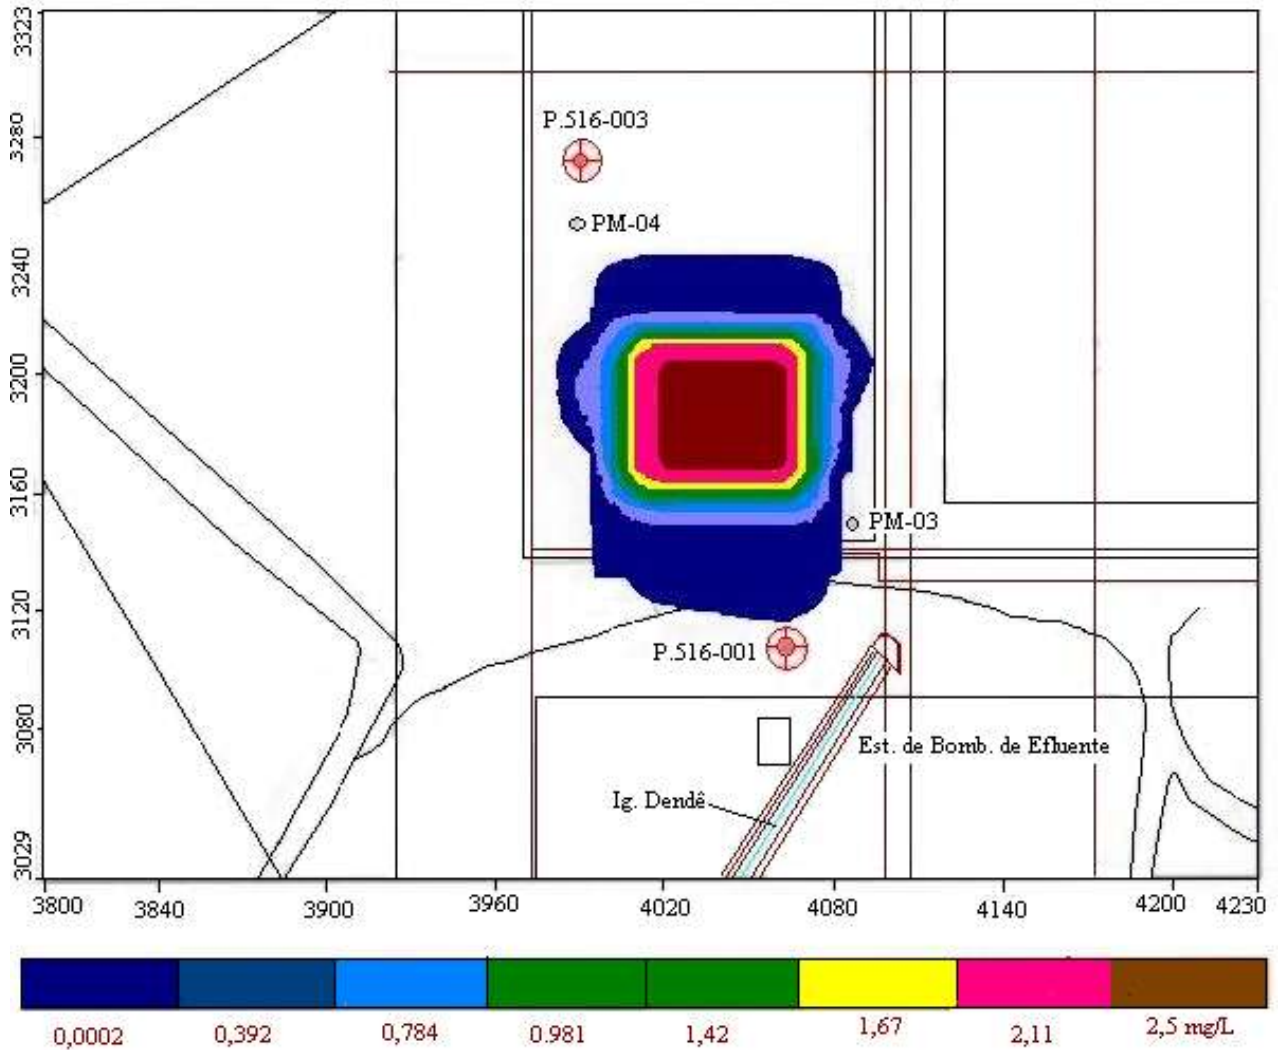 3323
P.516-003
3280
PM-04
3240
3200
3160
PM-03
3120
P.516-001
3080
Est. de Bomb. de Efluente
Ig. Dendê
3029
3800 3840 3900 3960 4020 4080 4140 4200 4230
0,0002 0,392 0,784 0.981 1,42 1,67 2,11 2,5 mg/L